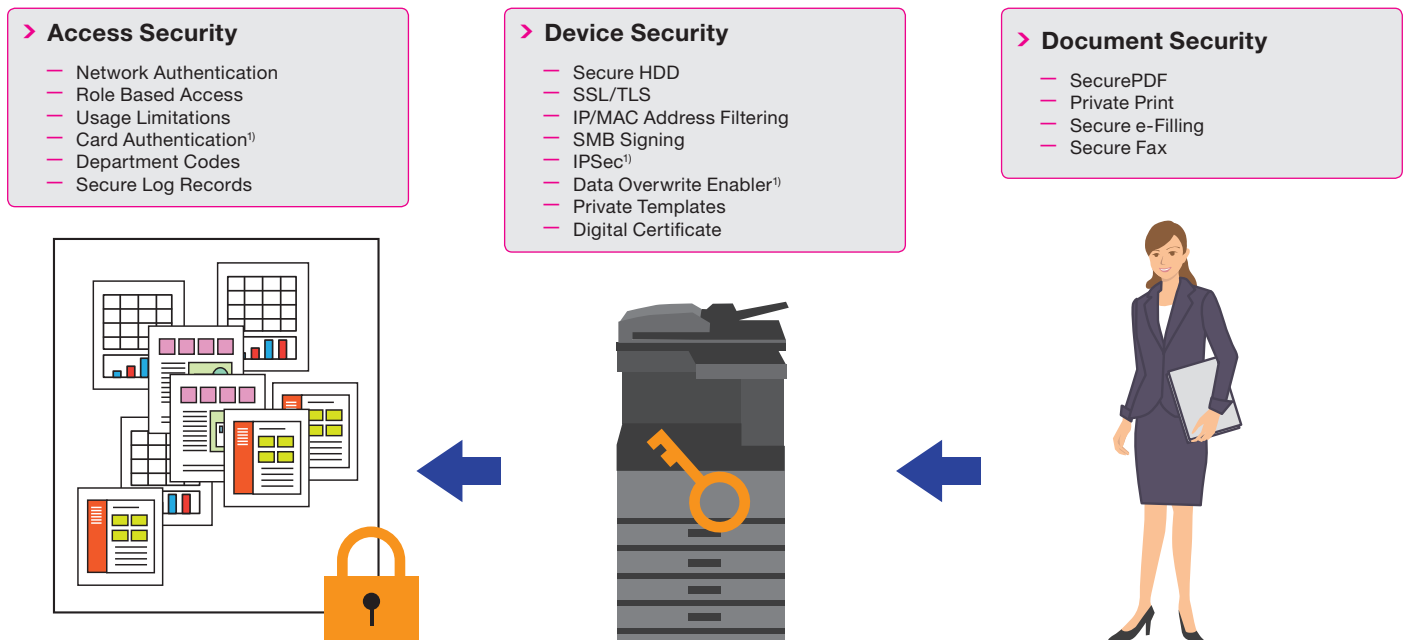 Access Security
— Network Authentication
— Role Based Access
— Usage Limitations
— Card Authentication¹⁾
— Department Codes
— Secure Log Records
Device Security
— Secure HDD
— SSL/TLS
— IP/MAC Address Filtering
— SMB Signing
— IPSec¹⁾
— Data Overwrite Enabler¹⁾
— Private Templates
— Digital Certificate
Document Security
— SecurePDF
— Private Print
— Secure e-Filling
— Secure Fax